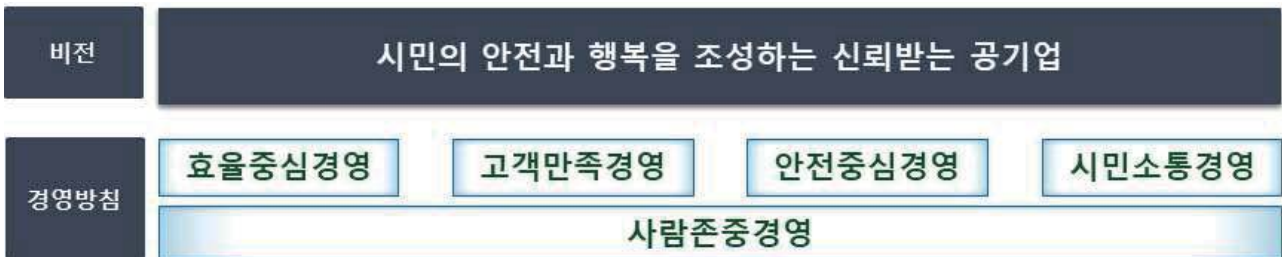 비전
시민의 안전과 행복을 조성하는 신뢰받는 공기업
경영방침
효율중심경영
고객만족경영
안전중심경영
시민소통경영
사람존중경영